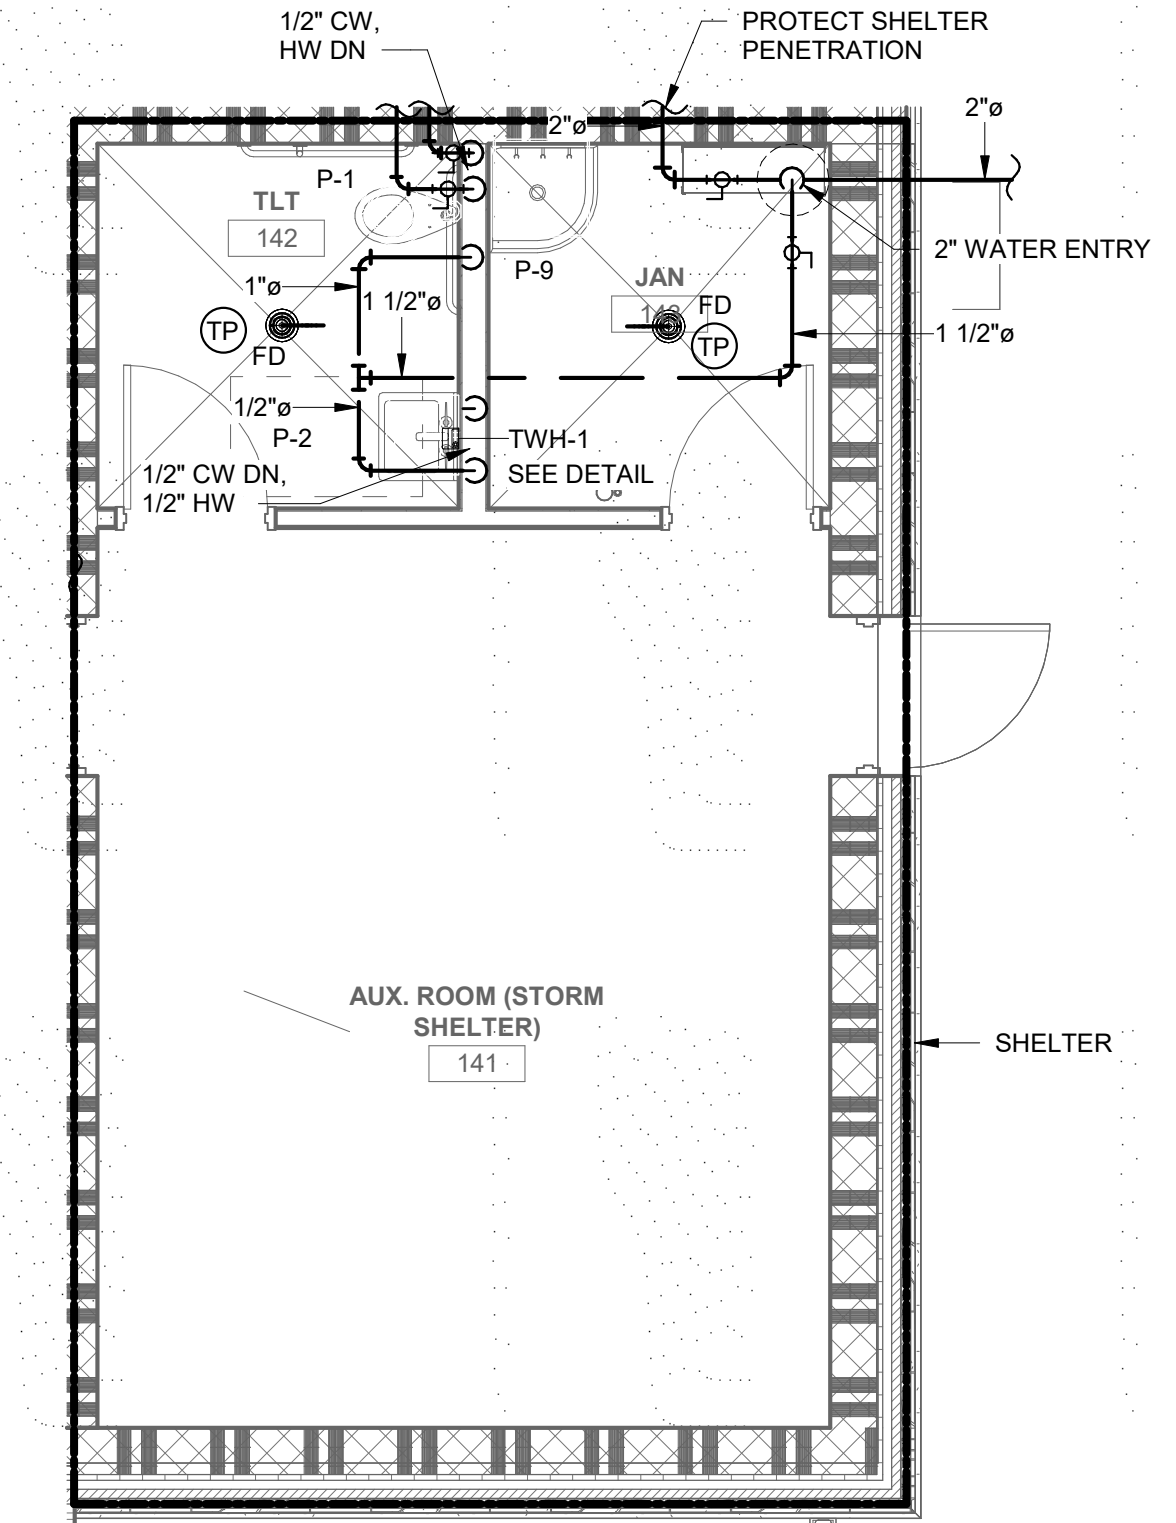 1/2" CW,
HW DN
PROTECT SHELTER
PENETRATION
2"ø
2"ø
P-1
TLT
142
2" WATER ENTRY
P-9
JAN
1"ø
1 1/2"ø
FD
TP
FD
TP
1 1/2"ø
1/2"ø
P-2
TWH-1
SEE DETAIL
1/2" CW DN,
1/2" HW
AUX. ROOM (STORM
SHELTER)
141
SHELTER